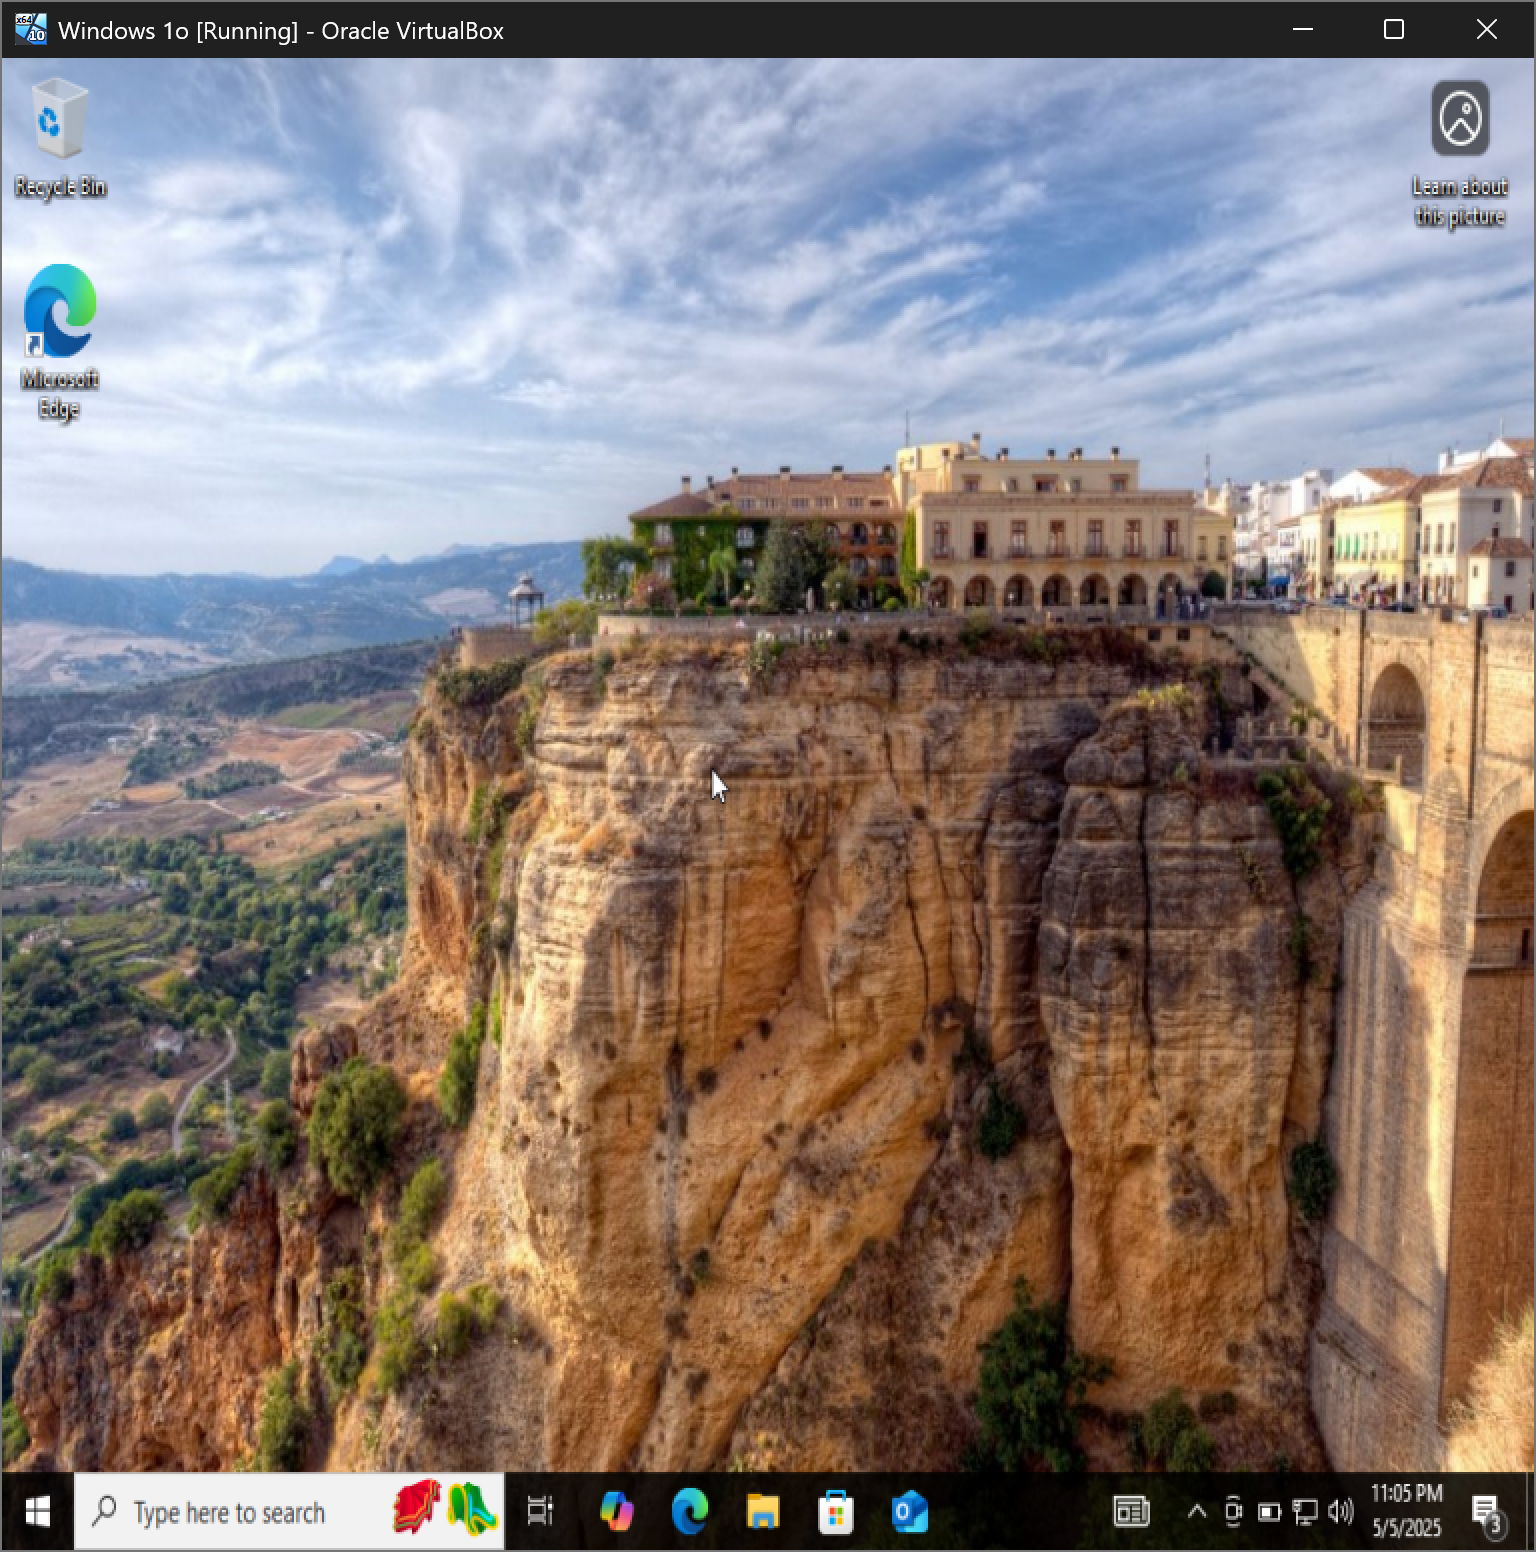 Windows 1o [Running] - Oracle VirtualBox
Recycle Bin
Learn about
this picture
Microsoft
Edge
Type here to search
11:05 PM
5/5/2025
3